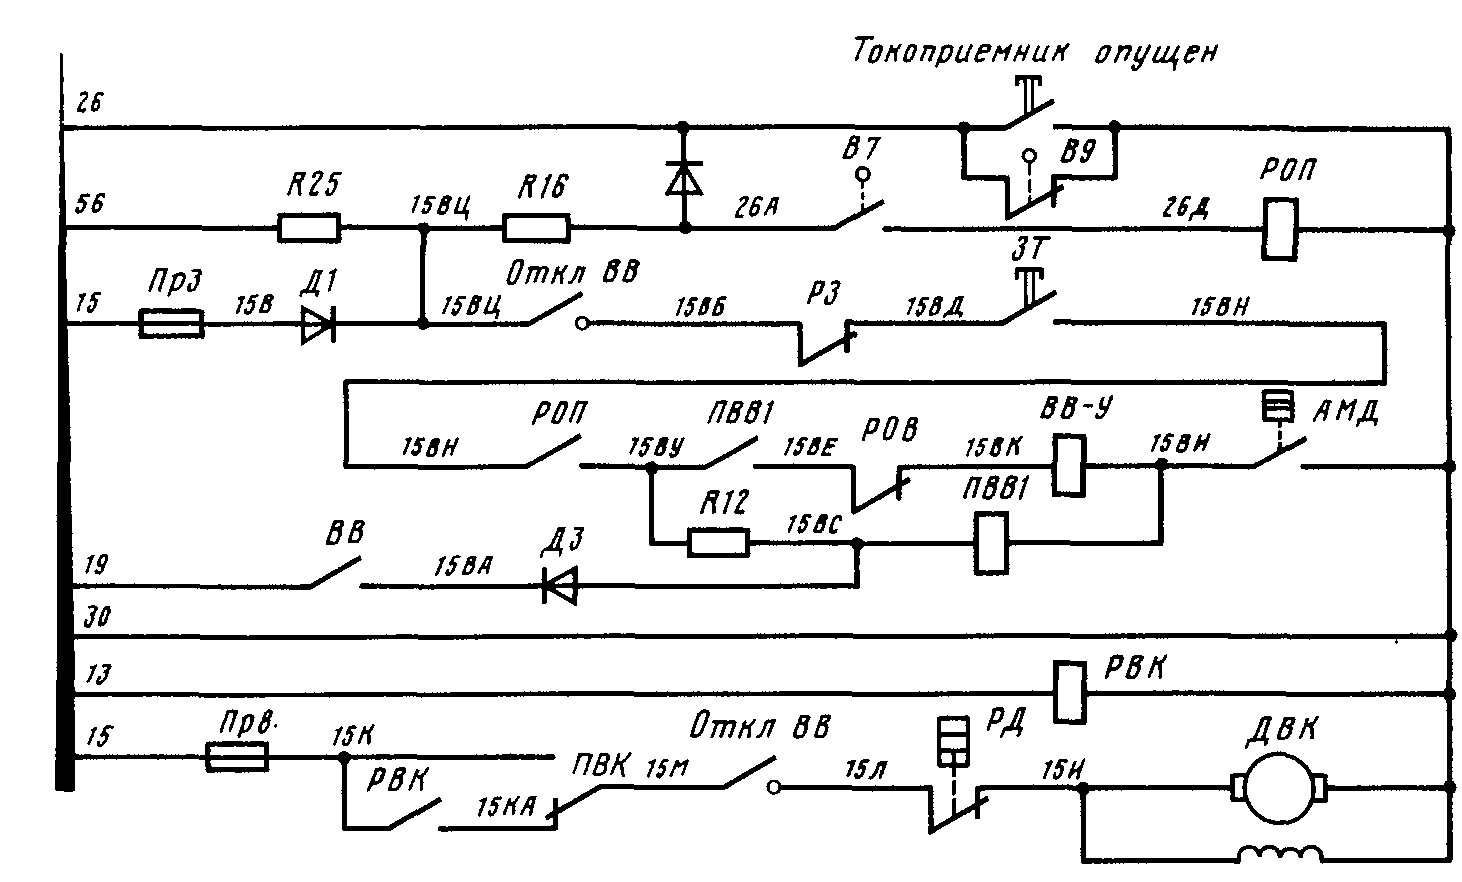 Токоприемник опущен
26
В7
В9
РОП
56
R25
15ВЦ
R16
26А
26Д
15
Пр3
15В
Д1
15ВЦ
Откл ВВ
15ВБ
РЗ
15ВД
ЗТ
15ВН
15ВН
РОП
15ВУ
ПВВ1
15ВЕ
РОВ
15ВК
ВВ-У
15ВИ
АМД
R12
15ВС
ПВВ1
19
ВВ
15ВА
Д3
30
13
РВК
15
Пр8.
15К
РВК
15КА
ПВК
15М
Откл ВВ
15Л
РД
15И
ДВК